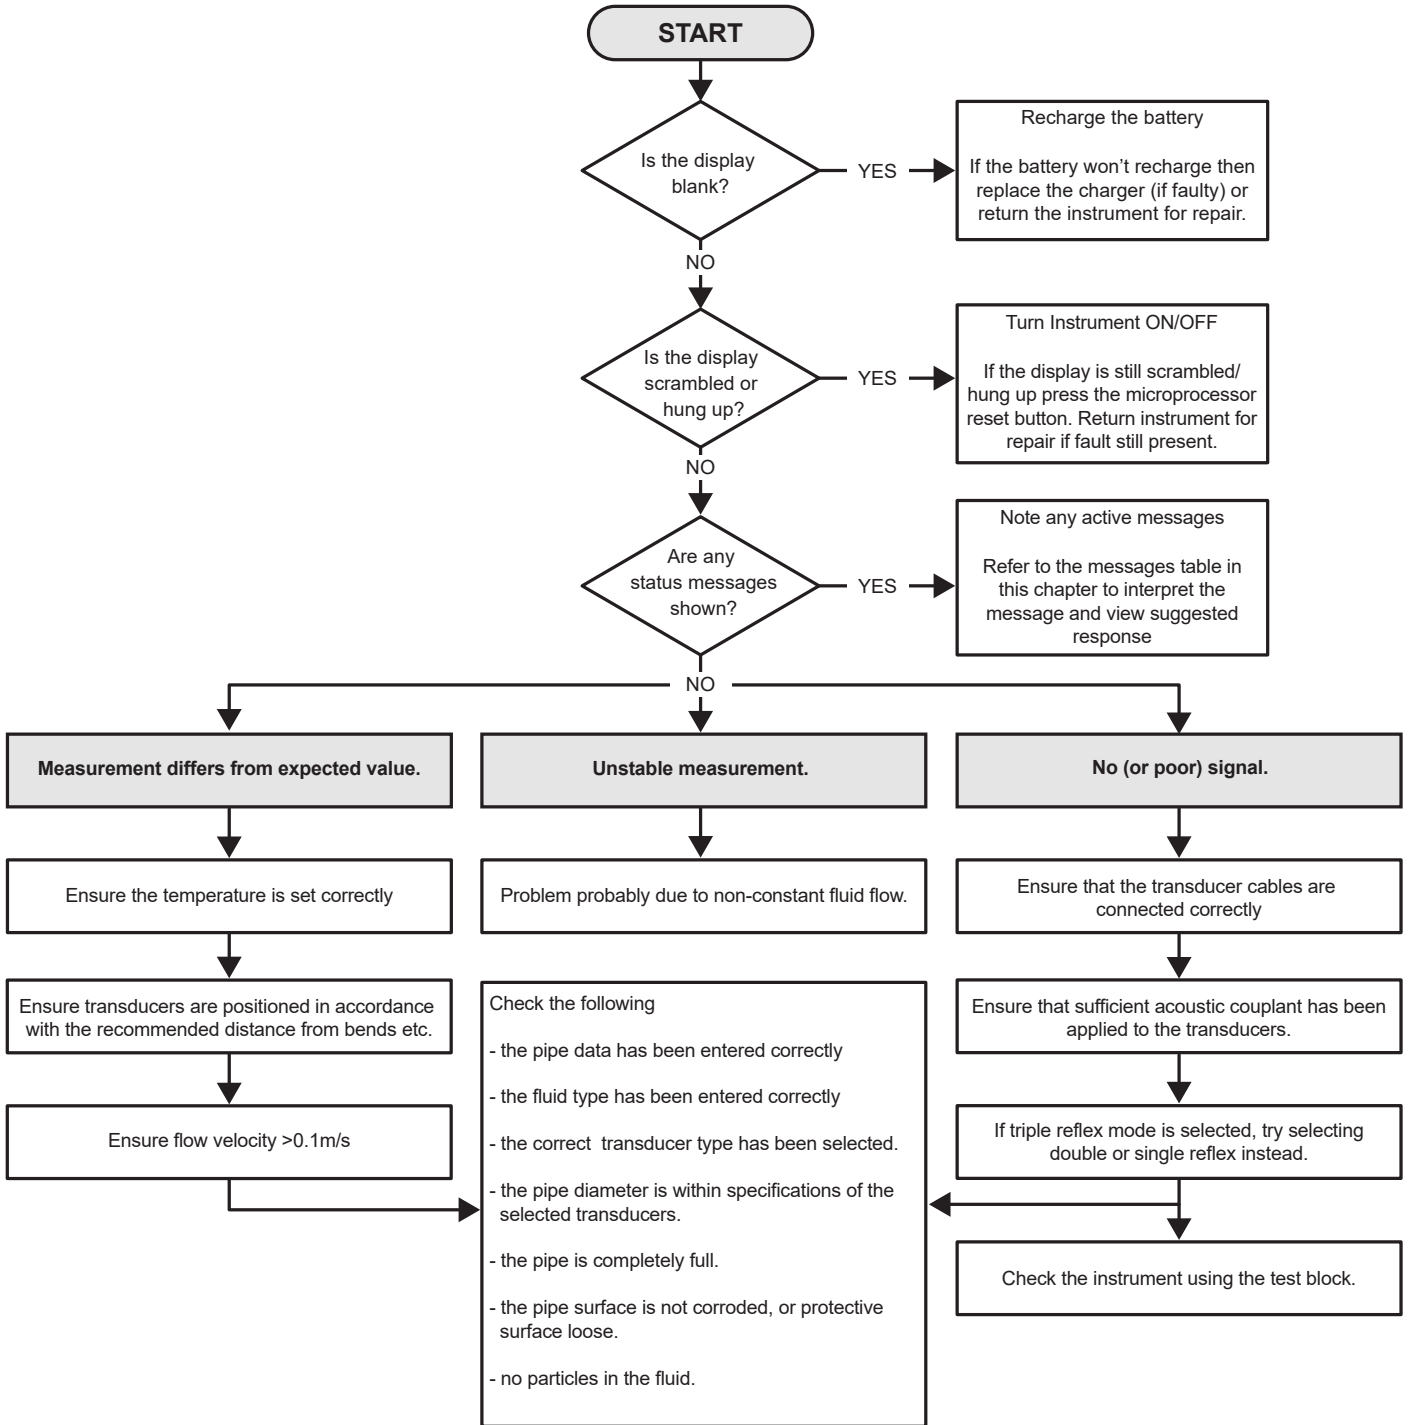 START
Is the display
blank?
YES
Recharge the battery
If the battery won't recharge then
replace the charger (if faulty) or
return the instrument for repair.
NO
Is the display
scrambled or
hung up?
YES
Turn Instrument ON/OFF
If the display is still scrambled/
hung up press the microprocessor
reset button. Return instrument for
repair if fault still present.
NO
Are any
status messages
shown?
YES
Note any active messages
Refer to the messages table in
this chapter to interpret the
message and view suggested
response
NO
Measurement differs from expected value.
Ensure the temperature is set correctly
Ensure transducers are positioned in accordance
with the recommended distance from bends etc.
Ensure flow velocity >0.1m/s
Unstable measurement.
Problem probably due to non-constant fluid flow.
Check the following
- the pipe data has been entered correctly
- the fluid type has been entered correctly
- the correct  transducer type has been selected.
- the pipe diameter is within specifications of the
selected transducers.
- the pipe is completely full.
- the pipe surface is not corroded, or protective
surface loose.
- no particles in the fluid.
No (or poor) signal.
Ensure that the transducer cables are
connected correctly
Ensure that sufficient acoustic couplant has been
applied to the transducers.
If triple reflex mode is selected, try selecting
double or single reflex instead.
Check the instrument using the test block.